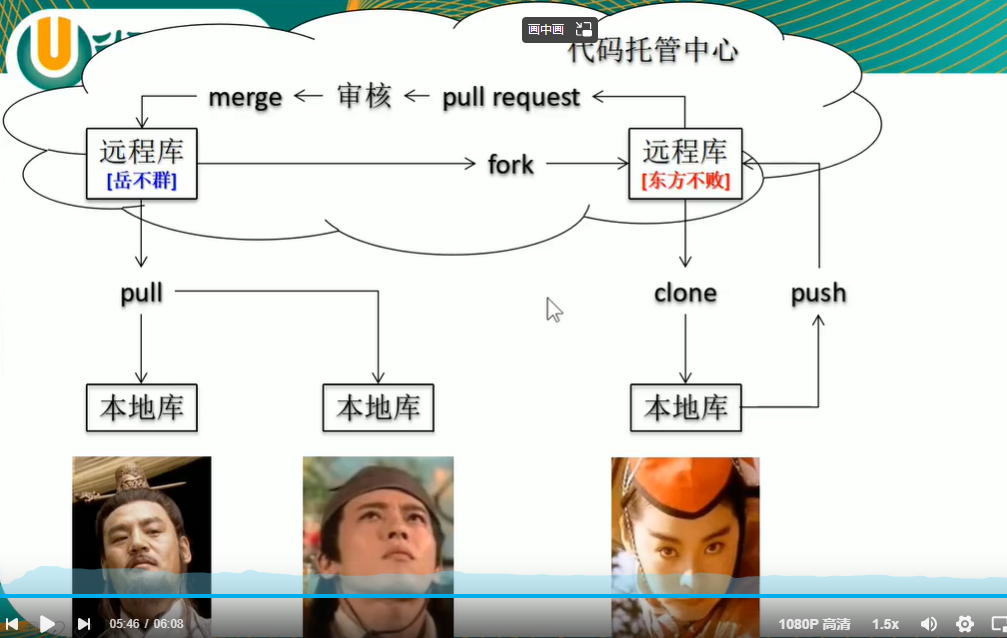 画中画
代码托管中心
merge
审核
pull request
远程库
[岳不群]
fork
远程库
[东方不败]
pull
clone
push
本地库
本地库
本地库
05:46 / 06:08
1080P 高清
1.5x